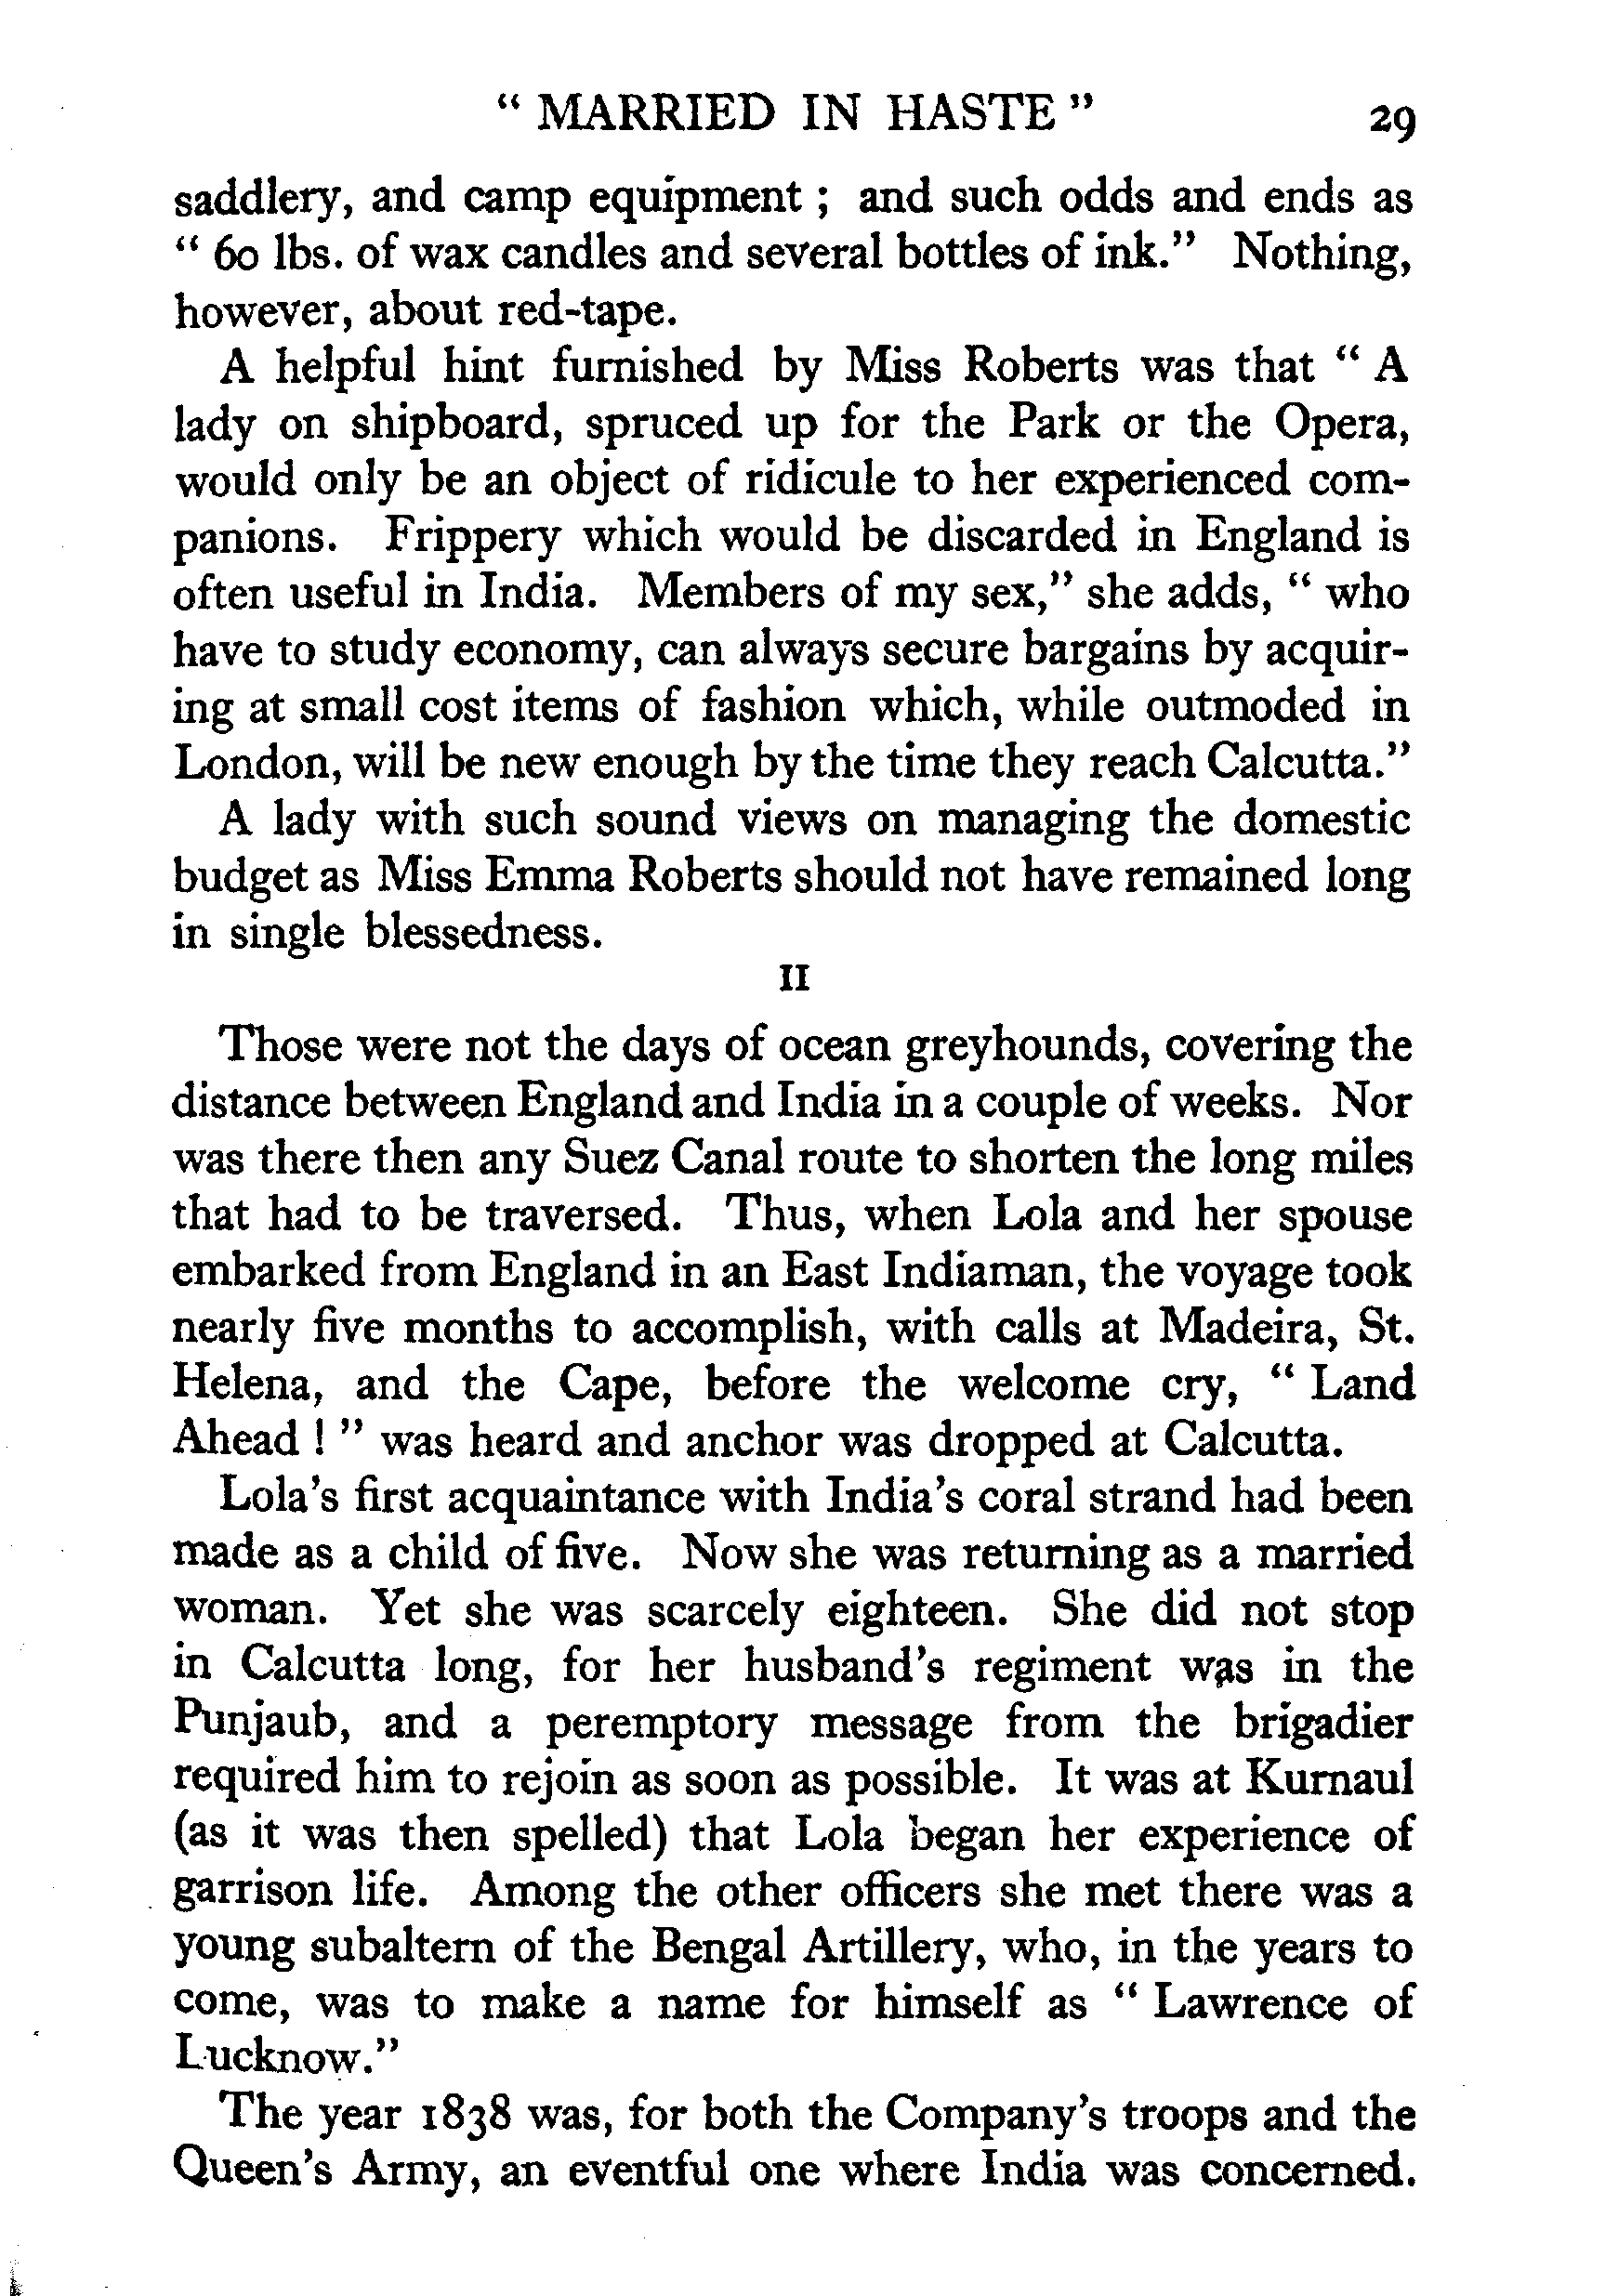 " MARRIED IN HASTE " 29
saddlery, and camp equipment ; and such odds and ends as
" 60 lbs. of wax candles and several bottles of ink." Nothing,
however, about red-tape.
A helpful hint furnished by Miss Roberts was that " A
lady on shipboard, spruced up for the Park or the Opera,
would only be an object of ridicule to her experienced com-
panions. Frippery which would be discarded in England is
often useful in India. Members of my sex," she adds, " who
have to study economy, can always secure bargains by acquir-
ing at small cost items of fashion which, while outmoded in
London, will be new enough by the time they reach Calcutta."
A lady with such sound views on managing the domestic
budget as Miss Emma Roberts should not have remained long
in single blessedness.
II
Those were not the days of ocean greyhounds, covering the
distance between England and India in a couple of weeks. Nor
was there then any Suez Canal route to shorten the long miles
that had to be traversed. Thus, when Lola and her spouse
embarked from England in an East Indiaman, the voyage took
nearly five months to accomplish, with calls at Madeira, St.
Helena, and the Cape, before the welcome cry, " Land
Ahead ! " was heard and anchor was dropped at Calcutta.
Lola's first acquaintance with India's coral strand had been
made as a child of five. Now she was returning as a married
woman. Yet she was scarcely eighteen. She did not stop
in Calcutta long, for her husband's regiment was in the
Punjaub, and a peremptory message from the brigadier
required him to rejoin as soon as possible. It was at Kurnaul
(as it was then spelled) that Lola began her experience of
garrison life. Among the other officers she met there was a
young subaltern of the Bengal Artillery, who, in the years to
come, was to make a name for himself as " Lawrence of
Lucknow."
The year 1838 was, for both the Company's troops and the
Queen's Army, an eventful one where India was concerned.